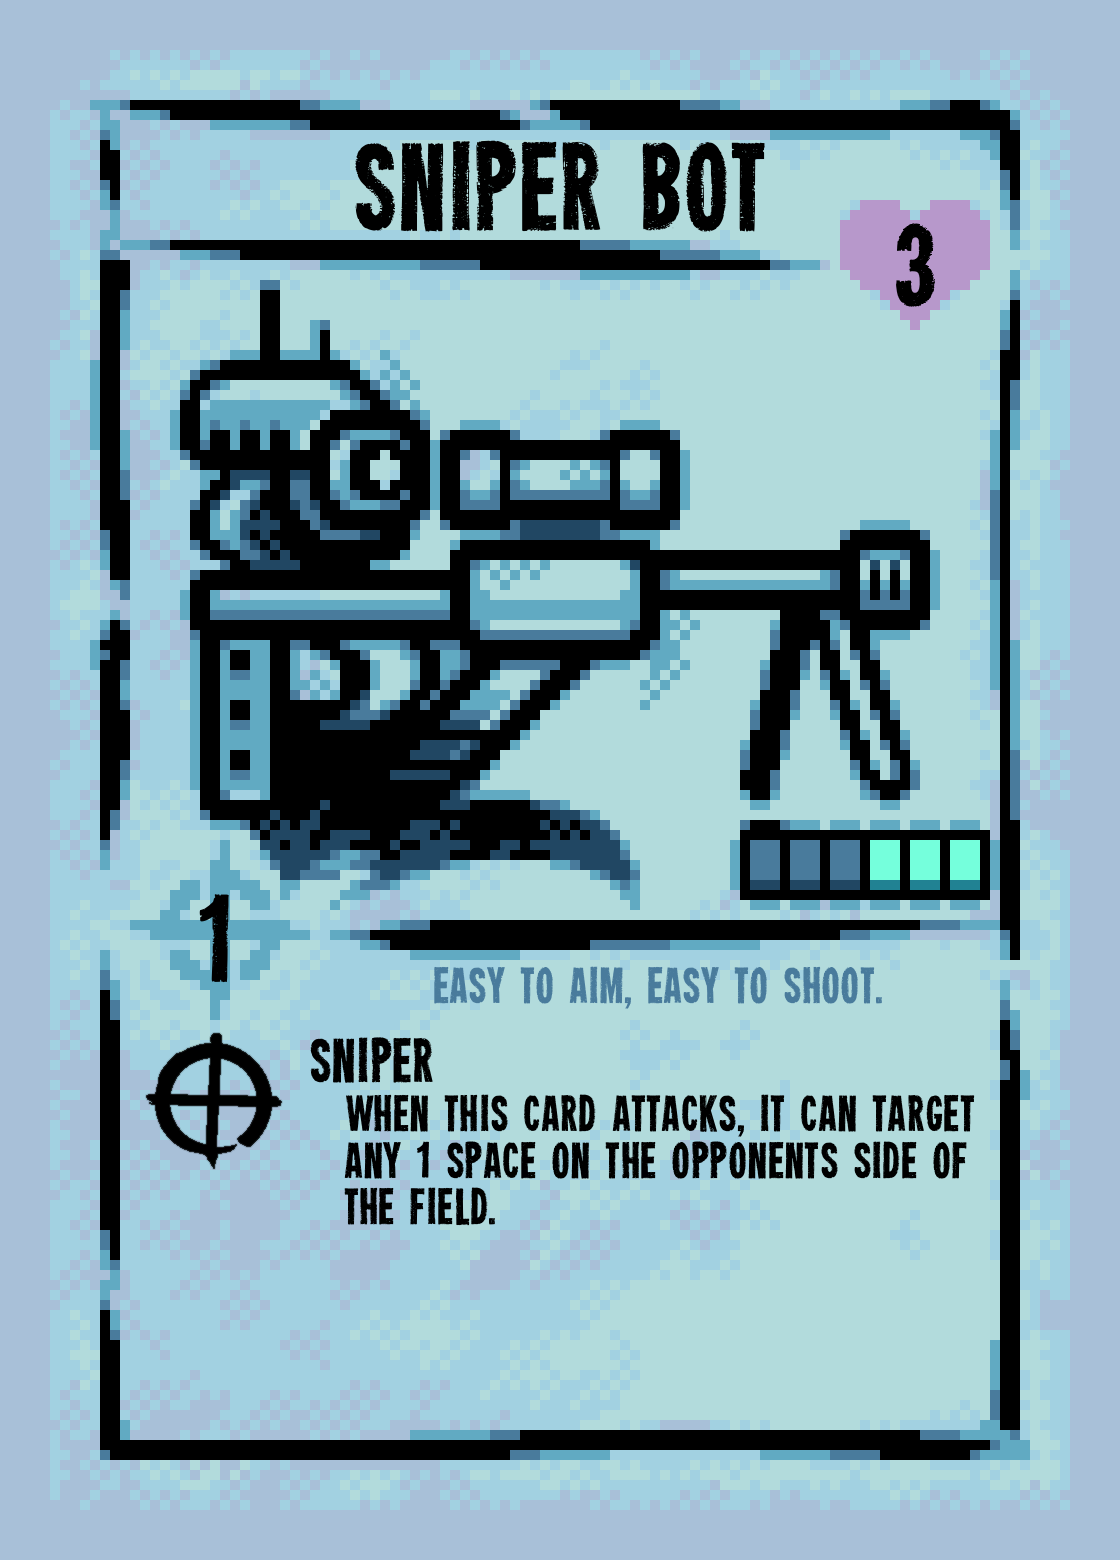 SNIPER BOT
3
1
EASY TO AIM, EASY TO SHOOT.
SNIPER
WHEN THIS CARD ATTACKS, IT CAN TARGET
ANY 1 SPACE ON THE OPPONENTS SIDE OF
THE FIELD.